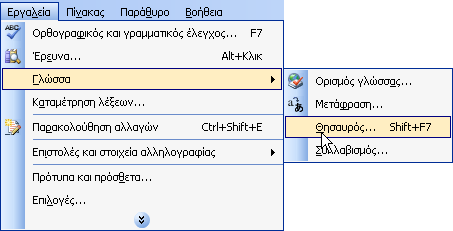 Εργαλεία Πίνακας Παράθυρο Βοήθεια
Ορθογραφικός και γραμματικός έλεγχος... F7
Έρευνα... Alt+Κλικ
Γλώσσα
Καταμέτρηση λέξεων...
Παρακολούθηση αλλαγών Ctrl+Shift+E
Επιστολές και στοιχεία αλληλογραφίας
Πρότυπα και πρόσθετα...
Επιλογές...
Ορισμός γλώσσας...
Μετάφραση...
Θησαυρός... Shift+F7
Συλλαβισμός...